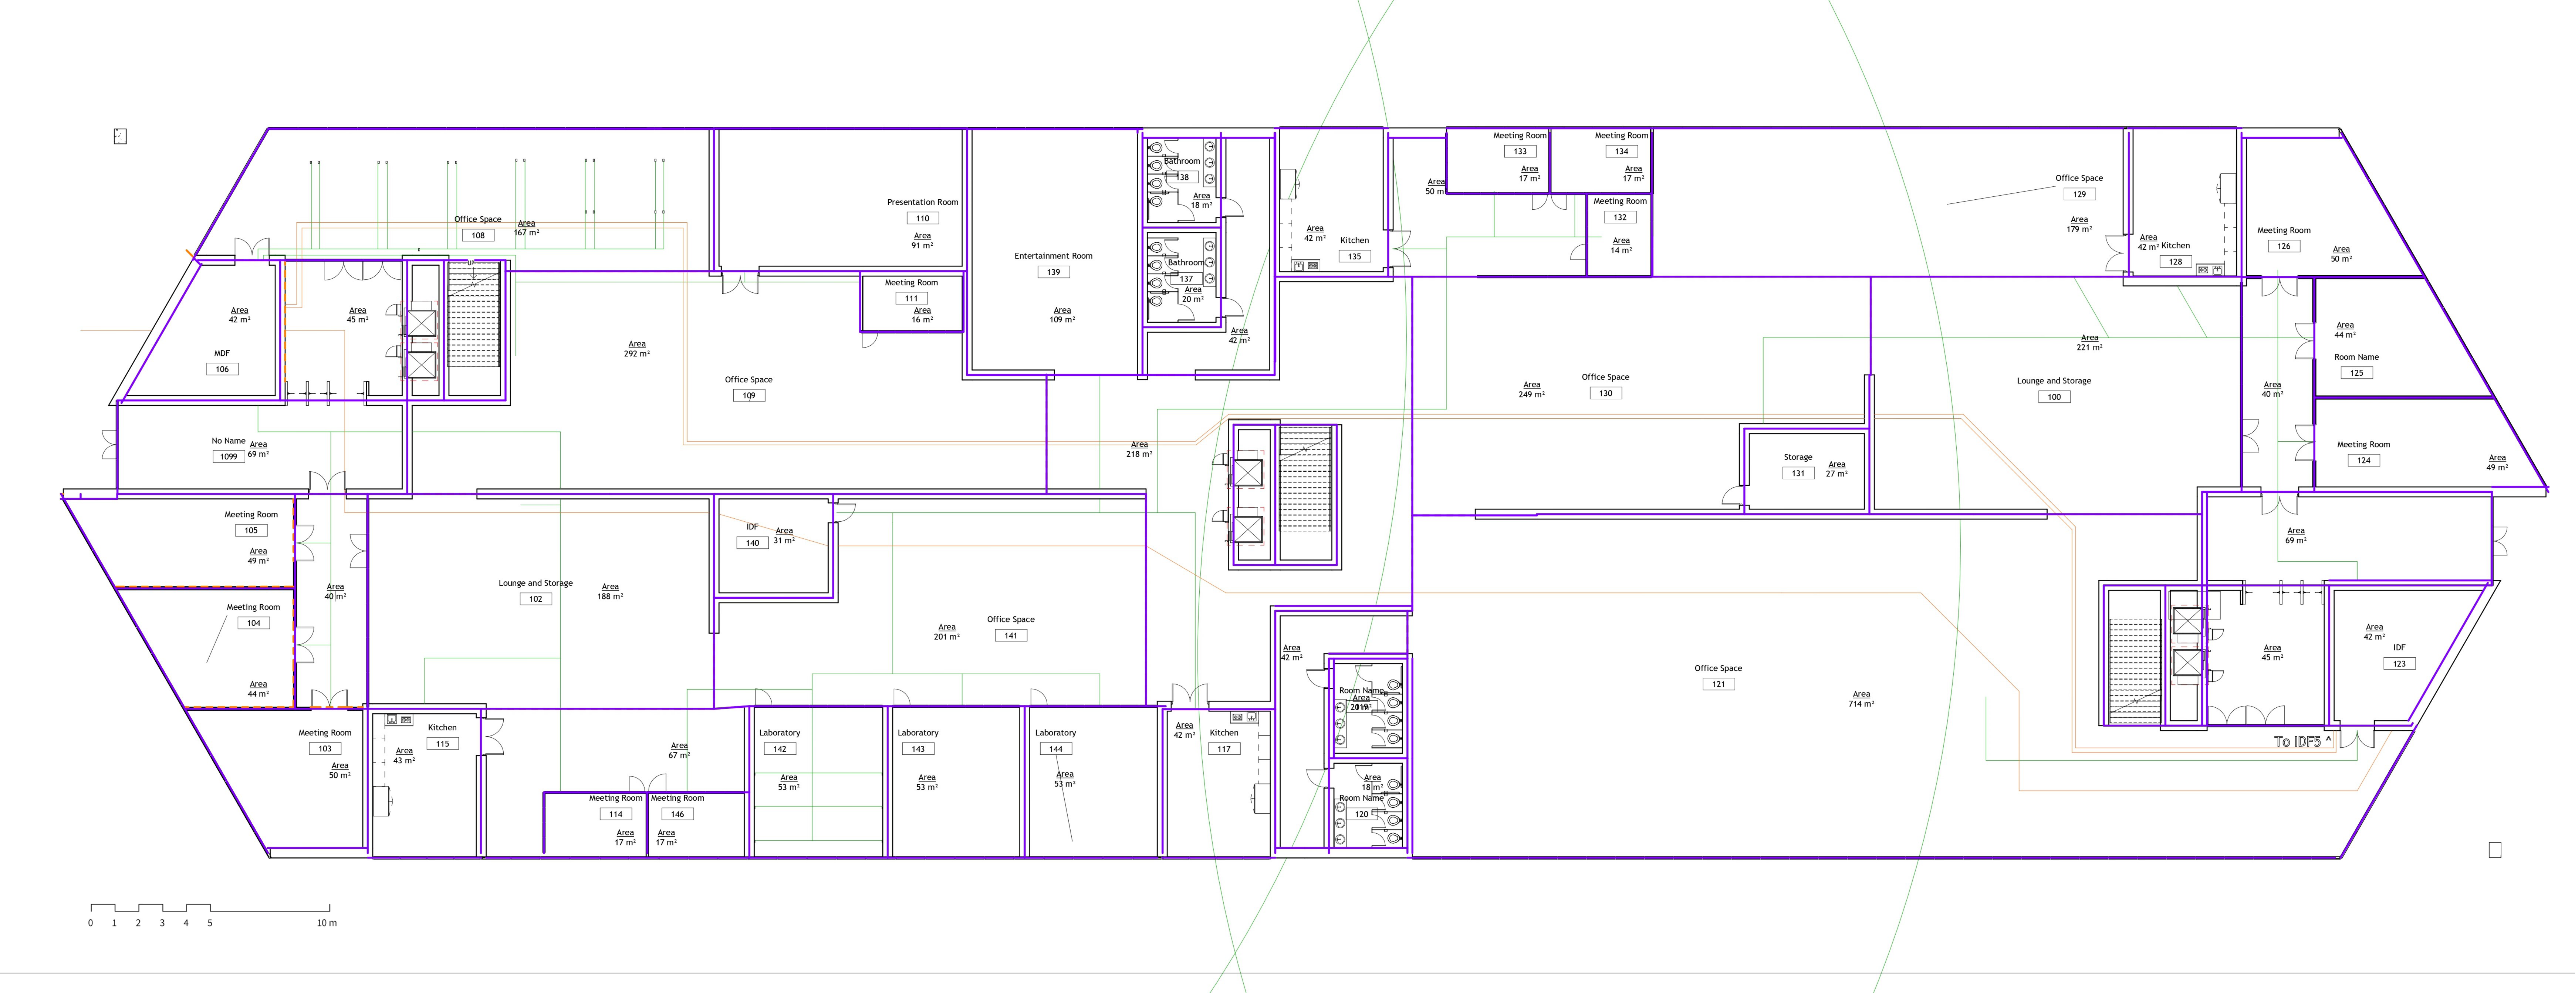 Meeting Room
133
Area
17 m²
Meeting Room
134
Area
17 m²
Bathroom
138
Area
18 m²
Area
50 m
Office Space
129
Area
179 m²
Presentation Room
110
Area
91 m²
Meeting Room
132
Area
14 m²
Office Space
108
Area
167 m²
Area
42 m²
Kitchen
135
Area
42 m²
Kitchen
128
Meeting Room
126
Area
50 m²
Entertainment Room
139
Area
109 m²
Bathroom
137
Area
20 m²
Meeting Room
111
Area
16 m²
Area
42 m²
MDF
106
Area
45 m²
Area
292 m²
Office Space
109
Area
42 m²
Area
249 m²
Office Space
130
Area
221 m²
Lounge and Storage
100
Area
44 m²
Room Name
125
Area
40 m²
No Name
1099
Area
69 m²
Area
218 m²
Storage
131
Area
27 m²
Meeting Room
124
Area
49 m²
Meeting Room
105
Area
49 m²
IDF
140
Area
31 m²
Area
69 m²
Area
40 m²
Lounge and Storage
102
Area
188 m²
Meeting Room
104
Area
44 m²
Area
201 m²
Office Space
141
Area
42 m²
Office Space
121
Area
714 m²
Area
45 m²
Area
42 m²
IDF
123
Room Name
Area
Meeting Room
103
Area
50 m²
Kitchen
115
Area
43 m²
Area
67 m²
Laboratory
142
Area
53 m²
Laboratory
143
Area
53 m²
Laboratory
144
Area
53 m²
Area
42 m²
Kitchen
117
Area
18 m²
Room Name
120
To IDF5 ^
Meeting Room
114
Area
17 m²
Meeting Room
146
Area
17 m²
0 1 2 3 4 5 10 m